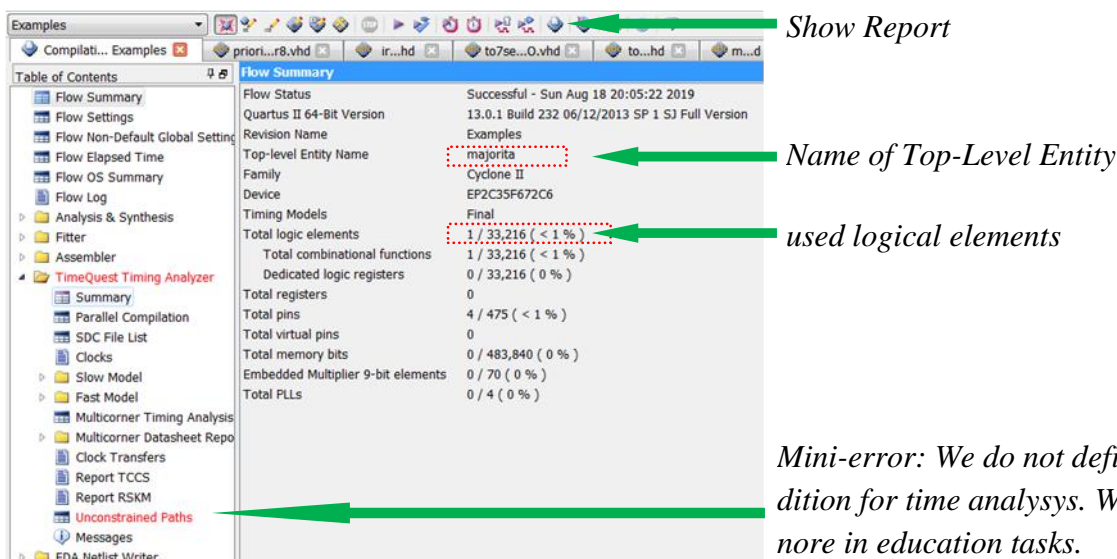 Examples
Show Report
Compilati... Examples
priori...r8.vhd
ir...hd
to7se...O.vhd
to...hd
m...d
Table of Contents
Flow Summary
Flow Settings
Flow Non-Default Global Setting
Flow Elapsed Time
Flow OS Summary
Flow Log
Analysis & Synthesis
Fitter
Assembler
TimeQuest Timing Analyzer
Summary
Parallel Compilation
SDC File List
Clocks
Slow Model
Fast Model
Multicorner Timing Analysis
Multicorner Datasheet Repo
Clock Transfers
Report TCCS
Report RSKM
Unconstrained Paths
Messages
EDA Netlist Writer
Flow Summary
Flow Status Successful - Sun Aug 18 20:05:22 2019
Quartus II 64-Bit Version 13.0.1 Build 232 06/12/2013 SP 1 SJ Full Version
Revision Name Examples
Top-level Entity Name majorita
Family Cyclone II
Device EP2C35F672C6
Timing Models Final
Total logic elements 1 / 33,216 ( < 1 % )
Total combinational functions 1 / 33,216 ( < 1 % )
Dedicated logic registers 0 / 33,216 ( 0 % )
Total registers 0
Total pins 4 / 475 ( < 1 % )
Total virtual pins 0
Total memory bits 0 / 483,840 ( 0 % )
Embedded Multiplier 9-bit elements 0 / 70 ( 0 % )
Total PLLs 0 / 4 ( 0 % )
Name of Top-Level Entity
used logical elements
Mini-error: We do not defi
dition for time analysys. W
nore in education tasks.